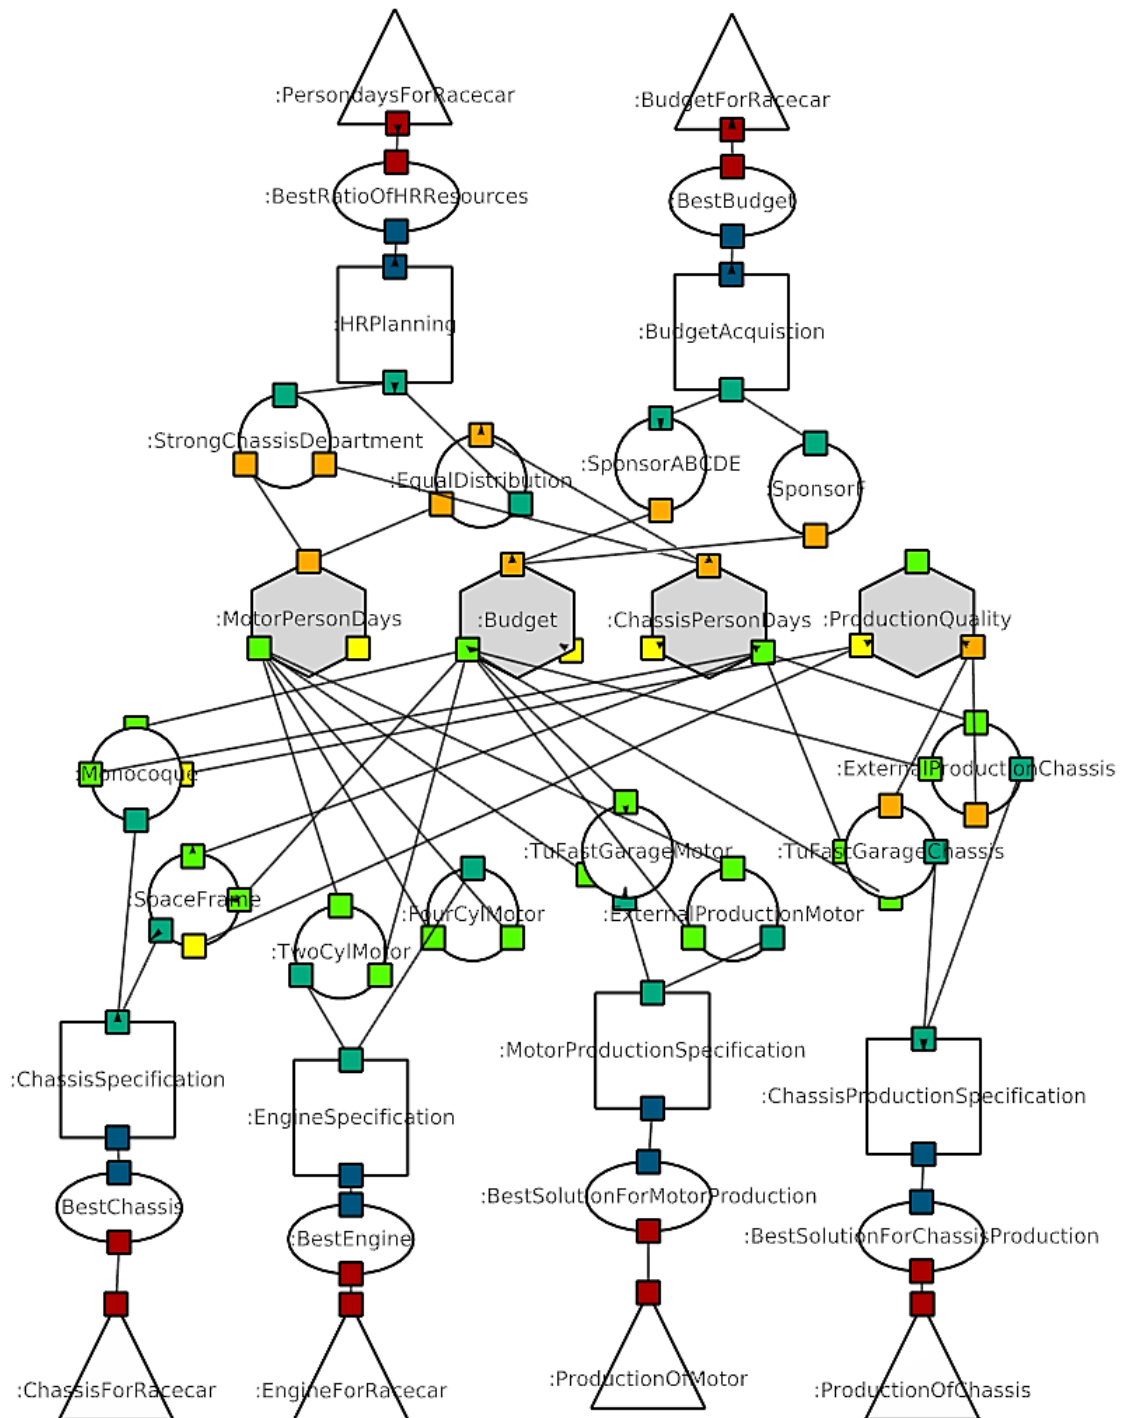 :PersondaysForRacecar
:BudgetForRacecar
:BestRatioOfHRResources
:BestBudget
:HRPlanning
:BudgetAcquistion
:StrongChassisDepartment
:EqualDistribution
:SponsorABCDE
:SponsorF
:MotorPersonDays
:Budget
:ChassisPersonDays
:ProductionQuality
:Monocoque
:ExternalProductionChassis
:TuFastGarageMotor
:TuFastGarageChassis
:SpaceFrame
:FourCylMotor
:ExternalProductionMotor
:TwoCylMotor
:ChassisSpecification
:EngineSpecification
:MotorProductionSpecification
:ChassisProductionSpecification
BestChassis
:BestEngine
:BestSolutionForMotorProduction
:BestSolutionForChassisProduction
:ChassisForRacecar
:EngineForRacecar
:ProductionOfMotor
:ProductionOfChassis